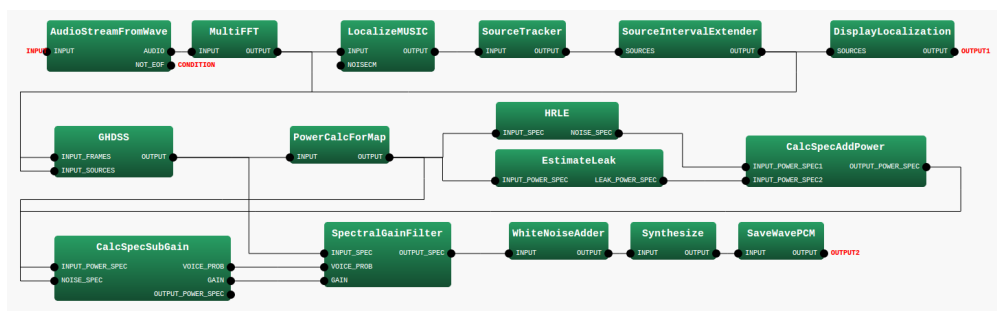 AudioStreamFromWave
INPUT INPUT AUDIO
NOT_EOF CONDITION
MultiFFT
INPUT OUTPUT
LocalizeMUSIC
INPUT OUTPUT
NOISECM
SourceTracker
INPUT OUTPUT
SourceIntervalExtender
SOURCES OUTPUT
DisplayLocalization
SOURCES OUTPUT OUTPUT1
GHDSS
INPUT_FRAMES OUTPUT
INPUT_SOURCES
PowerCalcForMap
INPUT OUTPUT
HRLE
INPUT_SPEC NOISE_SPEC
EstimateLeak
INPUT_POWER_SPEC LEAK_POWER_SPEC
CalcSpecAddPower
INPUT_POWER_SPEC1 OUTPUT_POWER_SPEC
INPUT_POWER_SPEC2
CalcSpecSubGain
INPUT_POWER_SPEC VOICE_PROB
NOISE_SPEC GAIN
OUTPUT_POWER_SPEC
SpectralGainFilter
INPUT_SPEC OUTPUT_SPEC
VOICE_PROB
GAIN
WhiteNoiseAdder
INPUT OUTPUT
Synthesize
INPUT OUTPUT
SaveWavePCM
INPUT OUTPUT OUTPUT2